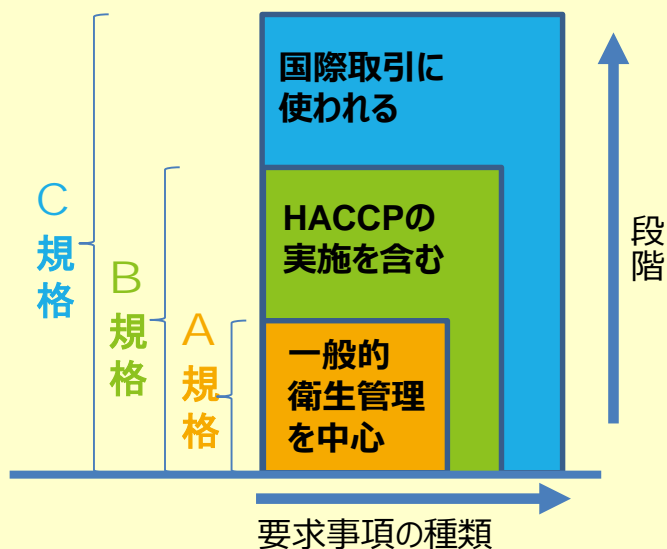 国際取引に
使われる
C
規
格
HACCPの
実施を含む
B
規
格
A
規
格
一般的
衛生管理
を中心
段
階
要求事項の種類